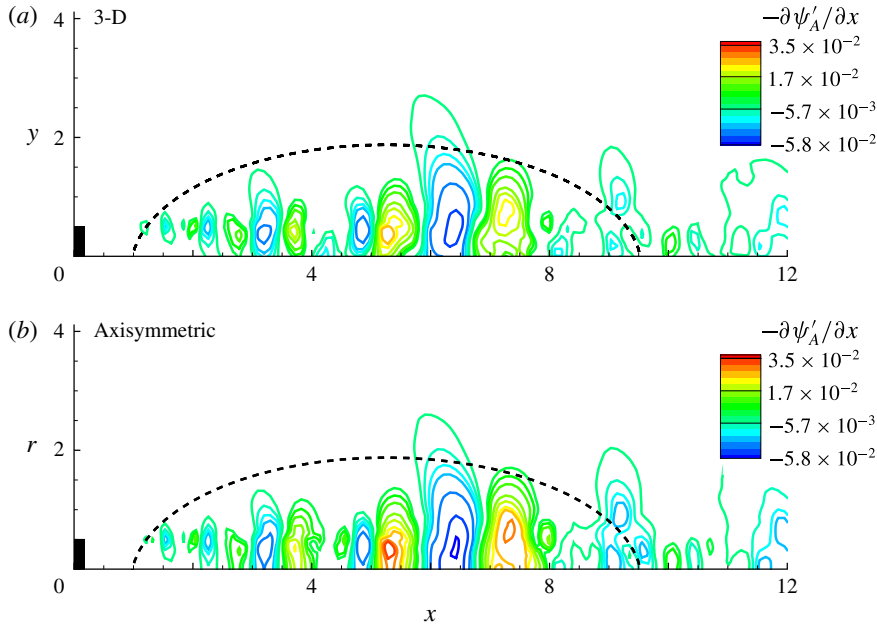 (a)
3-D
−∂ψ′_A/∂x
3.5 × 10⁻²
1.7 × 10⁻²
−5.7 × 10⁻³
−5.8 × 10⁻²
4
y
2
0
4
8
12
(b)
Axisymmetric
−∂ψ′_A/∂x
3.5 × 10⁻²
1.7 × 10⁻²
−5.7 × 10⁻³
−5.8 × 10⁻²
4
r
2
0
4
8
12
x